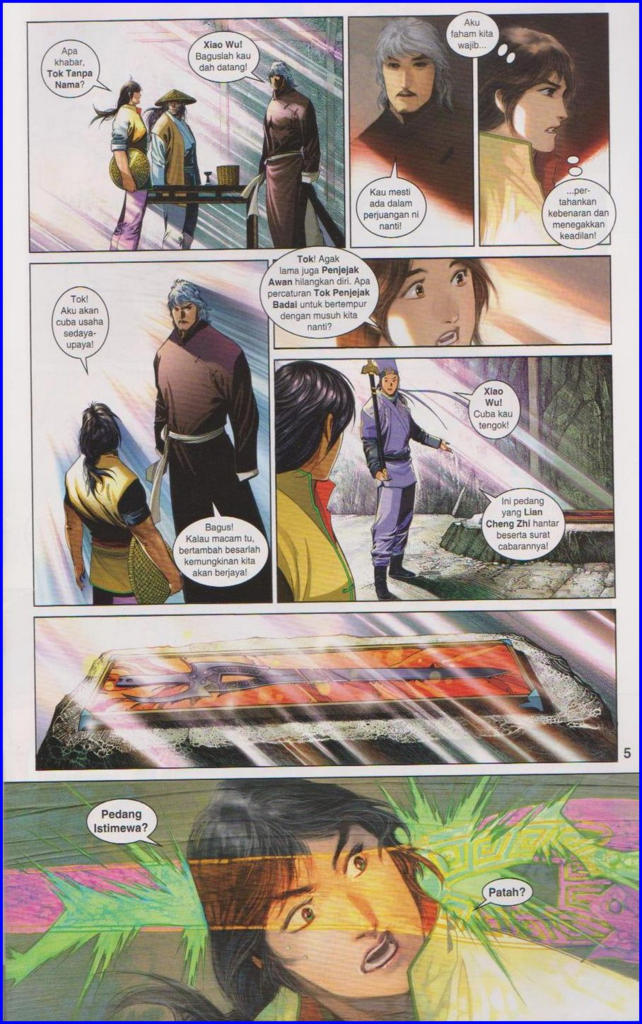 Apa
khabar,
Tok Tanpa
Nama?
Xiao Wu!
Baguslah kau
dah datang!
Aku
faham kita
wajib...
Kau mesti
ada dalam
perjuangan ni
nanti!
...per-
tahankan
kebenaran dan
menegakkan
keadilan!
Tok!
Aku akan
cuba usaha
sedaya-
upaya!
Bagus!
Kalau macam tu,
bertambah besarlah
kemungkinan kita
akan berjaya!
Tok! Agak
lama juga Penjejak
Awan hilangkan diri. Apa
percaturan Tok Penjejak
Badai untuk bertempur
dengan musuh kita
nanti?
Xiao
Wu!
Cuba kau
tengok!
Ini pedang
yang Lian
Cheng Zhi hantar
beserta surat
cabarannya!
5
Pedang
Istimewa?
Patah?